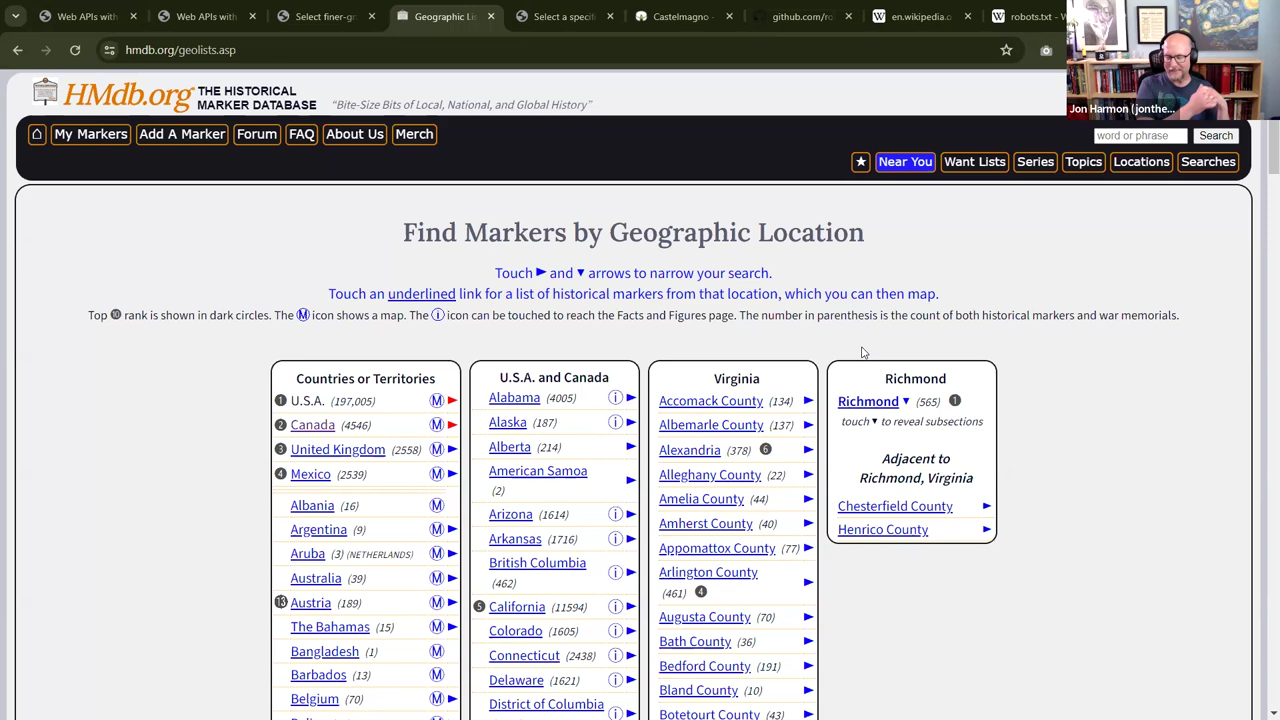 Web APIs with
Web APIs with
Select finer-gr
Geographic Lo
Select a specifi
Castelmagno -
github.com/ro
en.wikipedia.o
robots.txt - W
hmdb.org/geolists.asp
Jon Harmon (jonthe...
HMdb.org
THE HISTORICAL
MARKER DATABASE
“Bite-Size Bits of Local, National, and Global History”
My Markers
Add A Marker
Forum
FAQ
About Us
Merch
word or phrase
Search
★
Near You
Want Lists
Series
Topics
Locations
Searches
Find Markers by Geographic Location
Touch ► and ▼ arrows to narrow your search.
Touch an underlined link for a list of historical markers from that location, which you can then map.
Top ❿ rank is shown in dark circles. The Ⓜ icon shows a map. The ⓘ icon can be touched to reach the Facts and Figures page. The number in parenthesis is the count of both historical markers and war memorials.
Countries or Territories
1 U.S.A. (197,005) Ⓜ ►
2 Canada (4546) Ⓜ ►
3 United Kingdom (2558) Ⓜ ►
4 Mexico (2539) Ⓜ ►
Albania (16) Ⓜ
Argentina (9) Ⓜ ►
Aruba (3) (NETHERLANDS) Ⓜ ►
Australia (39) Ⓜ ►
13 Austria (189) Ⓜ ►
The Bahamas (15) Ⓜ ►
Bangladesh (1) Ⓜ
Barbados (13) Ⓜ
Belgium (70) Ⓜ ►
U.S.A. and Canada
Alabama (4005) ⓘ ►
Alaska (187) ⓘ ►
Alberta (214) ►
American Samoa
(2) ►
Arizona (1614) ⓘ ►
Arkansas (1716) ⓘ ►
British Columbia
(462) ⓘ ►
5 California (11594) ⓘ ►
Colorado (1605) ⓘ ►
Connecticut (2438) ⓘ ►
Delaware (1621) ⓘ ►
District of Columbia ⓘ ►
Virginia
Accomack County (134) ►
Albemarle County (137) ►
Alexandria (378) 6 ►
Alleghany County (22) ►
Amelia County (44) ►
Amherst County (40) ►
Appomattox County (77) ►
Arlington County
(461) 4 ►
Augusta County (70) ►
Bath County (36) ►
Bedford County (191) ►
Bland County (10) ►
Botetourt County (43) ►
Richmond
Richmond ▼ (565) 1
touch ▼ to reveal subsections
Adjacent to
Richmond, Virginia
Chesterfield County ►
Henrico County ►